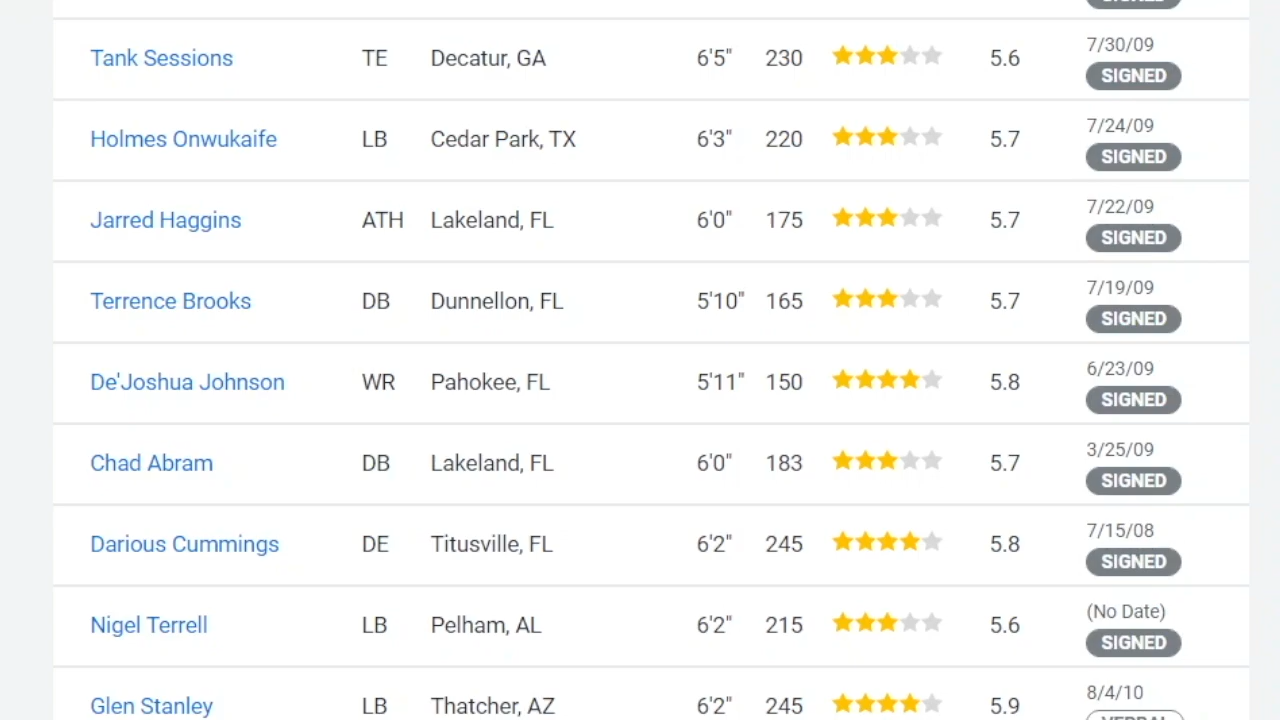 SIGNED
Tank Sessions TE Decatur, GA 6'5" 230 5.6 7/30/09
SIGNED
Holmes Onwukaife LB Cedar Park, TX 6'3" 220 5.7 7/24/09
SIGNED
Jarred Haggins ATH Lakeland, FL 6'0" 175 5.7 7/22/09
SIGNED
Terrence Brooks DB Dunnellon, FL 5'10" 165 5.7 7/19/09
SIGNED
De'Joshua Johnson WR Pahokee, FL 5'11" 150 5.8 6/23/09
SIGNED
Chad Abram DB Lakeland, FL 6'0" 183 5.7 3/25/09
SIGNED
Darious Cummings DE Titusville, FL 6'2" 245 5.8 7/15/08
SIGNED
Nigel Terrell LB Pelham, AL 6'2" 215 5.6 (No Date)
SIGNED
Glen Stanley LB Thatcher, AZ 6'2" 245 5.9 8/4/10
VERBAL